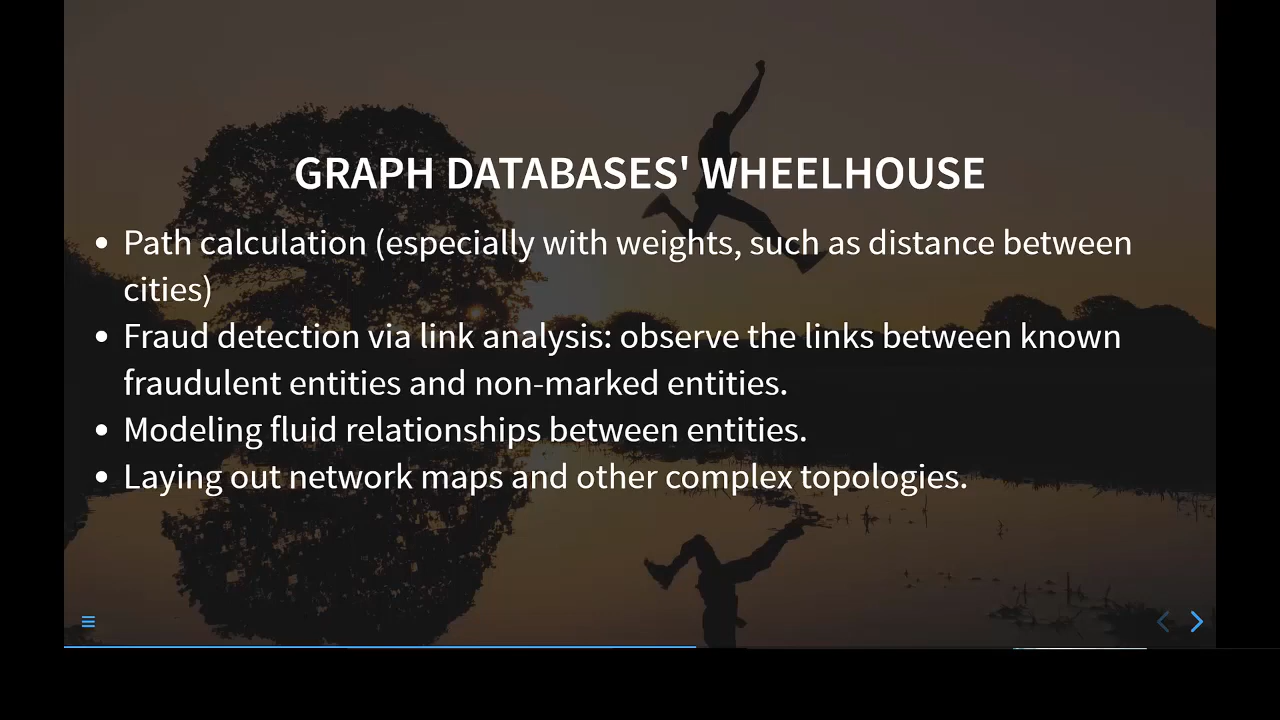 GRAPH DATABASES' WHEELHOUSE
• Path calculation (especially with weights, such as distance between
cities)
• Fraud detection via link analysis: observe the links between known
fraudulent entities and non-marked entities.
• Modeling fluid relationships between entities.
• Laying out network maps and other complex topologies.